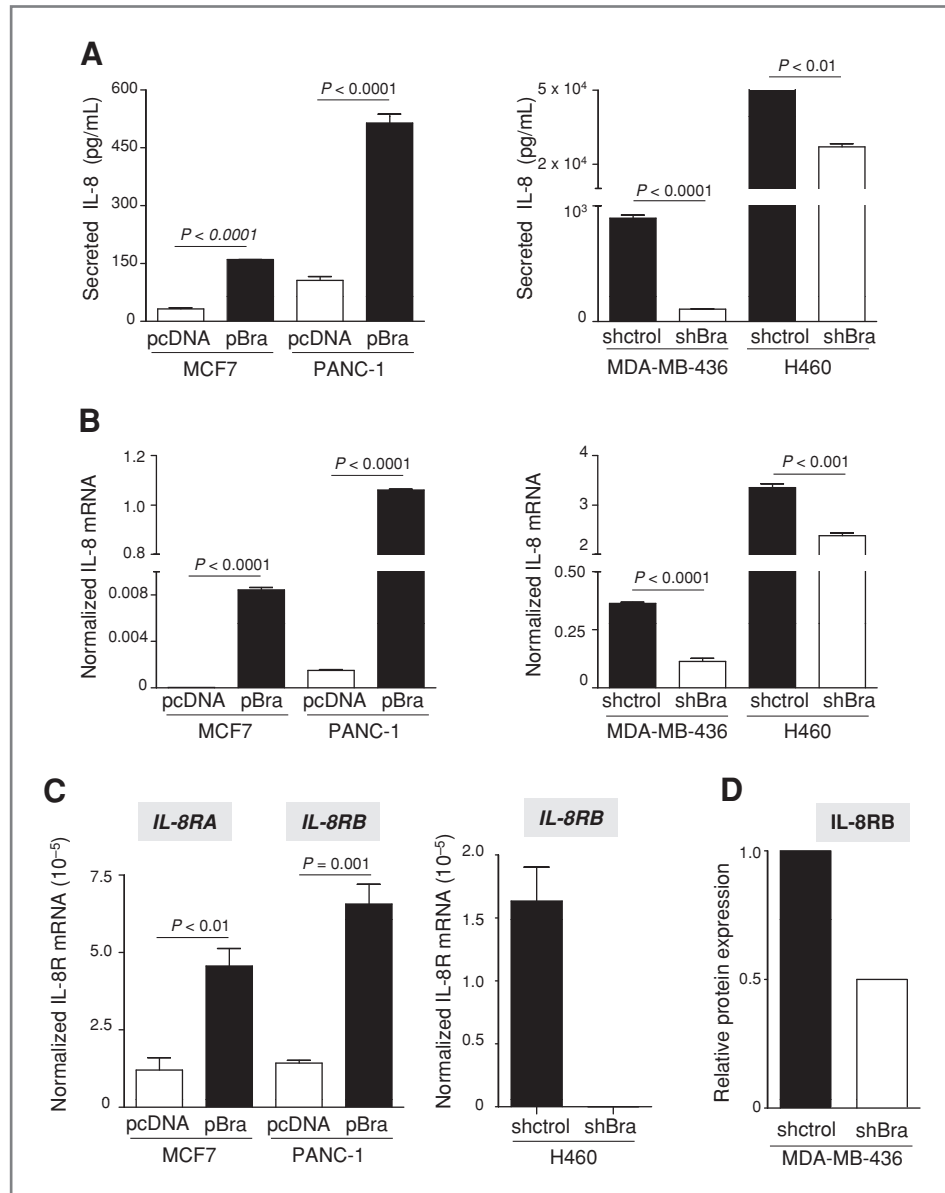 A
Secreted IL-8 (pg/mL)
600
450
300
150
0
P < 0.0001
P < 0.0001
pcDNA pBra pcDNA pBra
MCF7 PANC-1
Secreted IL-8 (pg/mL)
5 x 10⁴
2 x 10⁴
10³
0
P < 0.01
P < 0.0001
shctrol shBra shctrol shBra
MDA-MB-436 H460
B
Normalized IL-8 mRNA
1.2
1.0
0.8
0.008
0.004
0
P < 0.0001
P < 0.0001
pcDNA pBra pcDNA pBra
MCF7 PANC-1
Normalized IL-8 mRNA
4
3
2
0.50
0.25
0
P < 0.001
P < 0.0001
shctrol shBra shctrol shBra
MDA-MB-436 H460
C
IL-8RA IL-8RB
Normalized IL-8R mRNA (10⁻⁵)
7.5
5.0
2.5
0
P = 0.001
P < 0.01
pcDNA pBra pcDNA pBra
MCF7 PANC-1
IL-8RB
Normalized IL-8R mRNA (10⁻⁵)
2.0
1.5
1.0
0.5
0
shctrol shBra
H460
D
IL-8RB
Relative protein expression
1.0
0.5
0
shctrol shBra
MDA-MB-436